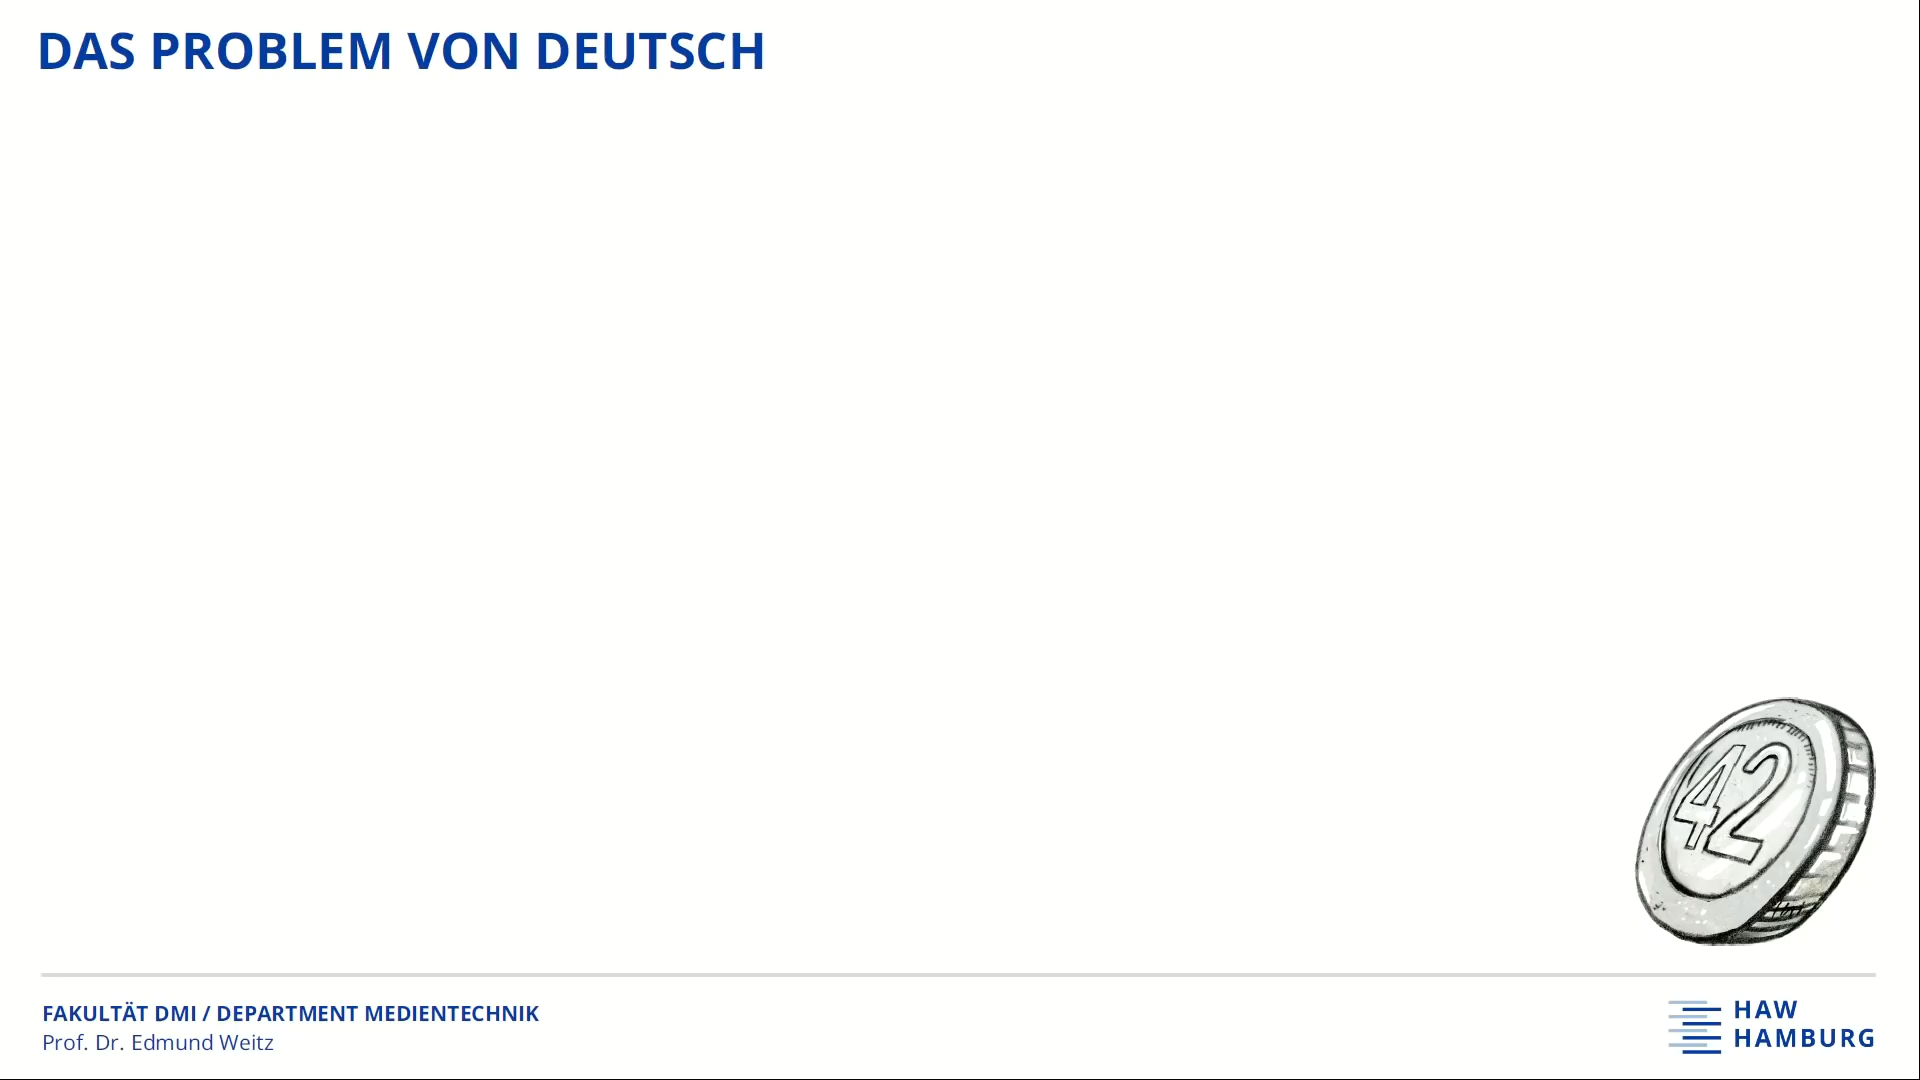 DAS PROBLEM VON DEUTSCH
42
FAKULTÄT DMI / DEPARTMENT MEDIENTECHNIK
Prof. Dr. Edmund Weitz
HAW
HAMBURG